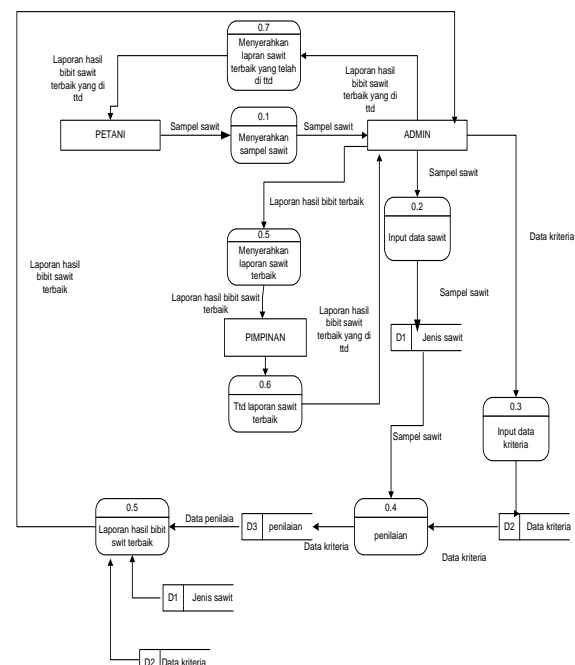 0.7
Menyerahkan
lapran sawit
terbaik yang telah
di ttd
Laporan hasil
bibit sawit
terbaik yang di
ttd
Laporan hasil
bibit sawit
terbaik yang di
ttd
PETANI
Sampel sawit
0.1
Menyerahkan
sampel sawit
Sampel sawit
ADMIN
Sampel sawit
Laporan hasil bibit terbaik
0.2
Input data sawit
Data kriteria
0.5
Menyerahkan
laporan sawit
terbaik
Laporan hasil
bibit sawit
terbaik
Laporan hasil bibit sawit
terbaik
Sampel sawit
Laporan hasil
bibit sawit
terbaik yang di
ttd
PIMPINAN
D1 Jenis sawit
0.6
Ttd laporan sawit
terbaik
0.3
Input data
kriteria
Sampel sawit
0.5
Laporan hasil bibit
swit terbaik
Data penilaia
D3 penilaian
Data kriteria
0.4
penilaian
Data kriteria
D2 Data kriteria
D1 Jenis sawit
D2 Data kriteria